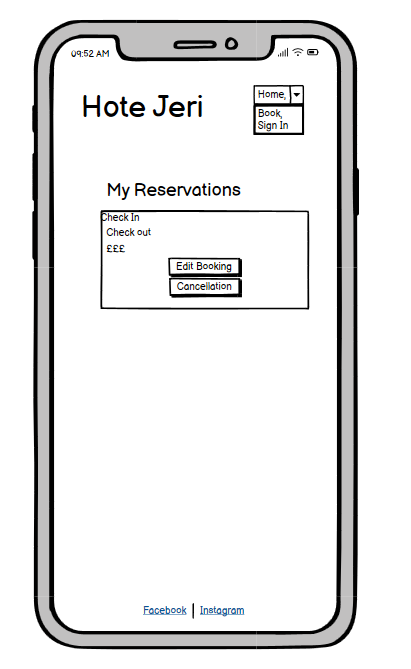 09:52 AM
Hote Jeri
Home,
Book,
Sign In
My Reservations
Check In
Check out
£££
Edit Booking
Cancellation
Facebook | Instagram